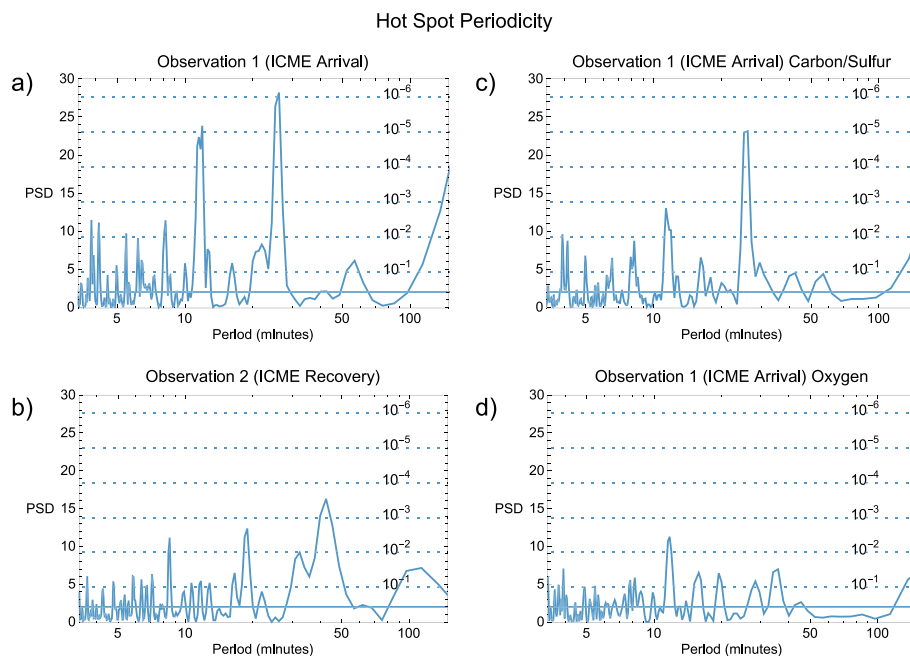 Hot Spot Periodicity
Observation 1 (ICME Arrival)
a)
30
25
20
PSD
15
10
5
0
10⁻⁶
10⁻⁵
10⁻⁴
10⁻³
10⁻²
10⁻¹
5 10 50 100
Period (minutes)
Observation 1 (ICME Arrival) Carbon/Sulfur
c)
30
25
20
PSD
15
10
5
0
10⁻⁶
10⁻⁵
10⁻⁴
10⁻³
10⁻²
10⁻¹
5 10 50 100
Period (minutes)
Observation 2 (ICME Recovery)
b)
30
25
20
PSD
15
10
5
0
10⁻⁶
10⁻⁵
10⁻⁴
10⁻³
10⁻²
10⁻¹
5 10 50 100
Period (minutes)
Observation 1 (ICME Arrival) Oxygen
d)
30
25
20
PSD
15
10
5
0
10⁻⁶
10⁻⁵
10⁻⁴
10⁻³
10⁻²
10⁻¹
5 10 50 100
Period (minutes)